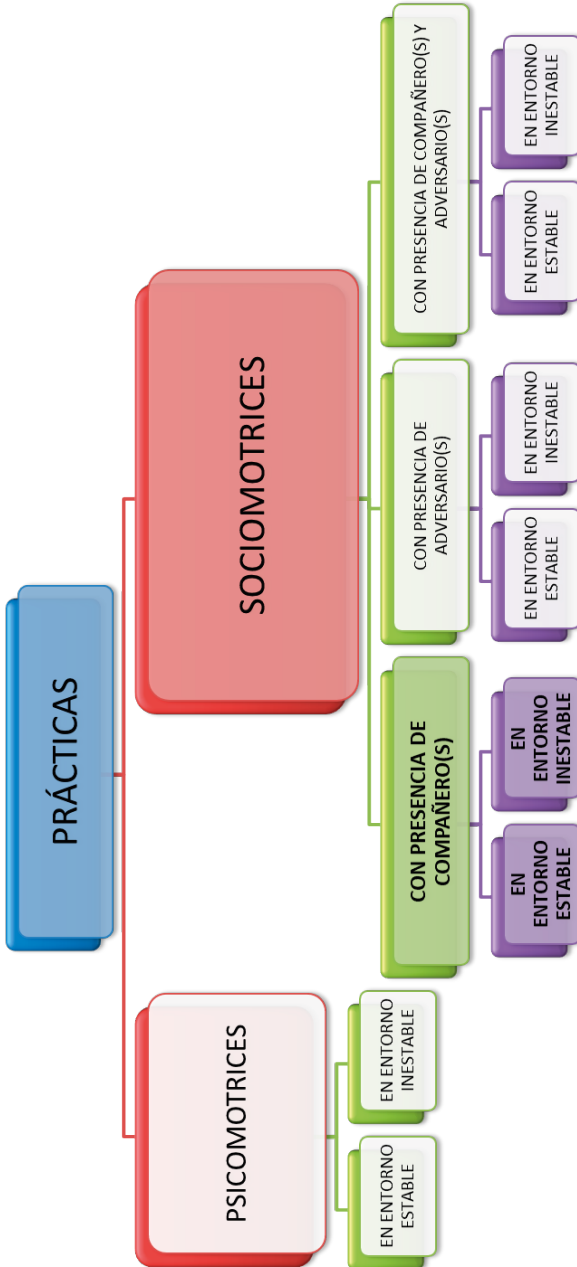 PRÁCTICAS
PSICOMOTRICES
SOCIOMOTRICES
EN ENTORNO
ESTABLE
EN ENTORNO
INESTABLE
CON PRESENCIA DE
COMPAÑERO(S)
CON PRESENCIA DE
ADVERSARIO(S)
CON PRESENCIA DE COMPAÑERO(S) Y
ADVERSARIO(S)
EN
ENTORNO
ESTABLE
EN
ENTORNO
INESTABLE
EN ENTORNO
ESTABLE
EN ENTORNO
INESTABLE
EN ENTORNO
ESTABLE
EN ENTORNO
INESTABLE